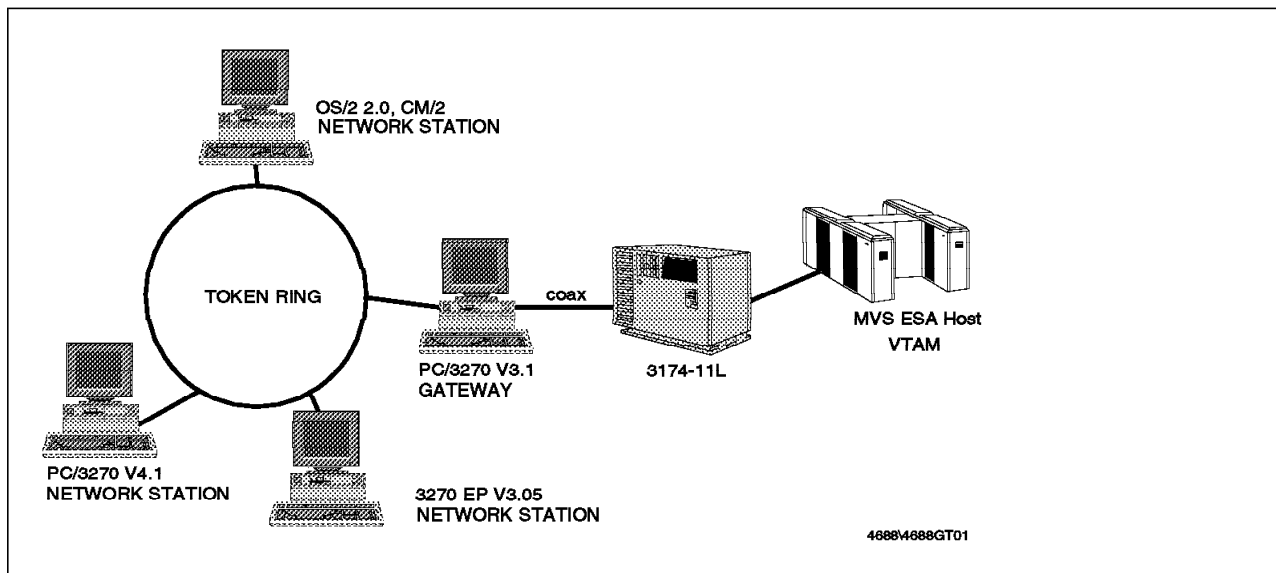 OS/2 2.0, CM/2
NETWORK STATION
TOKEN RING
coax
MVS ESA Host
VTAM
PC/3270 V3.1
GATEWAY
3174-11L
PC/3270 V4.1
NETWORK STATION
3270 EP V3.05
NETWORK STATION
4688\4688GT01